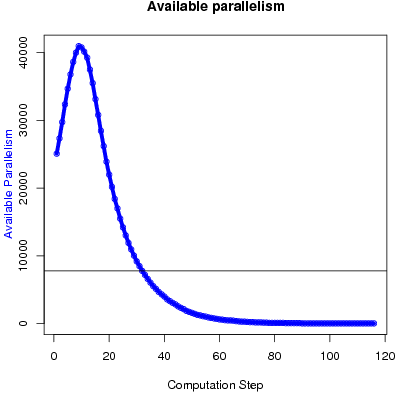 Available parallelism
Available Parallelism
40000
30000
20000
10000
0
0 20 40 60 80 100 120
Computation Step